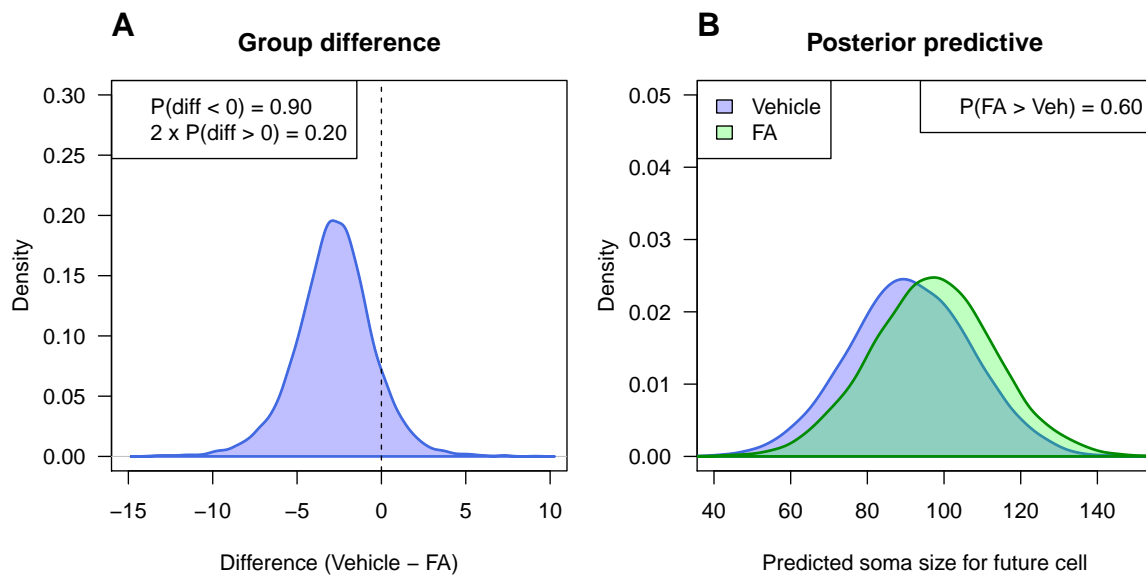 A
Group difference
P(diff < 0) = 0.90
2 x P(diff > 0) = 0.20
0.30
0.25
0.20
0.15
0.10
0.05
0.00
Density
−15 −10 −5 0 5 10
Difference (Vehicle − FA)
B
Posterior predictive
Vehicle
FA
P(FA > Veh) = 0.60
0.05
0.04
0.03
0.02
0.01
0.00
Density
40 60 80 100 120 140
Predicted soma size for future cell